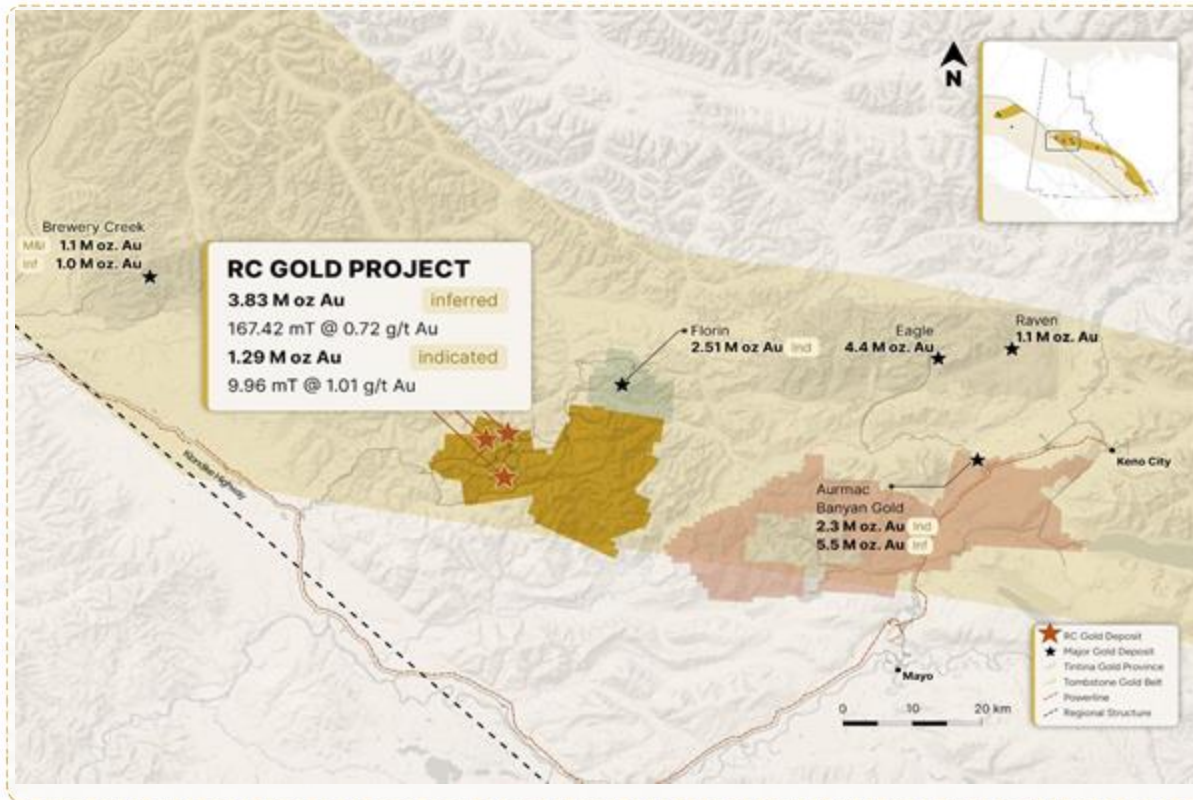 N
Brewery Creek
M&I 1.1 M oz. Au
Inf 1.0 M oz. Au
RC GOLD PROJECT
3.83 M oz Au inferred
167.42 mT @ 0.72 g/t Au
1.29 M oz Au indicated
9.96 mT @ 1.01 g/t Au
Florin
2.51 M oz Au Ind
Eagle
4.4 M oz. Au
Raven
1.1 M oz. Au
Keno City
Klondike Highway
Aurmac
Banyan Gold
2.3 M oz. Au Ind
5.5 M oz. Au Inf
Mayo
0 10 20 km
RC Gold Deposit
Major Gold Deposit
Tintina Gold Province
Tombstone Gold Belt
Powerline
Regional Structure